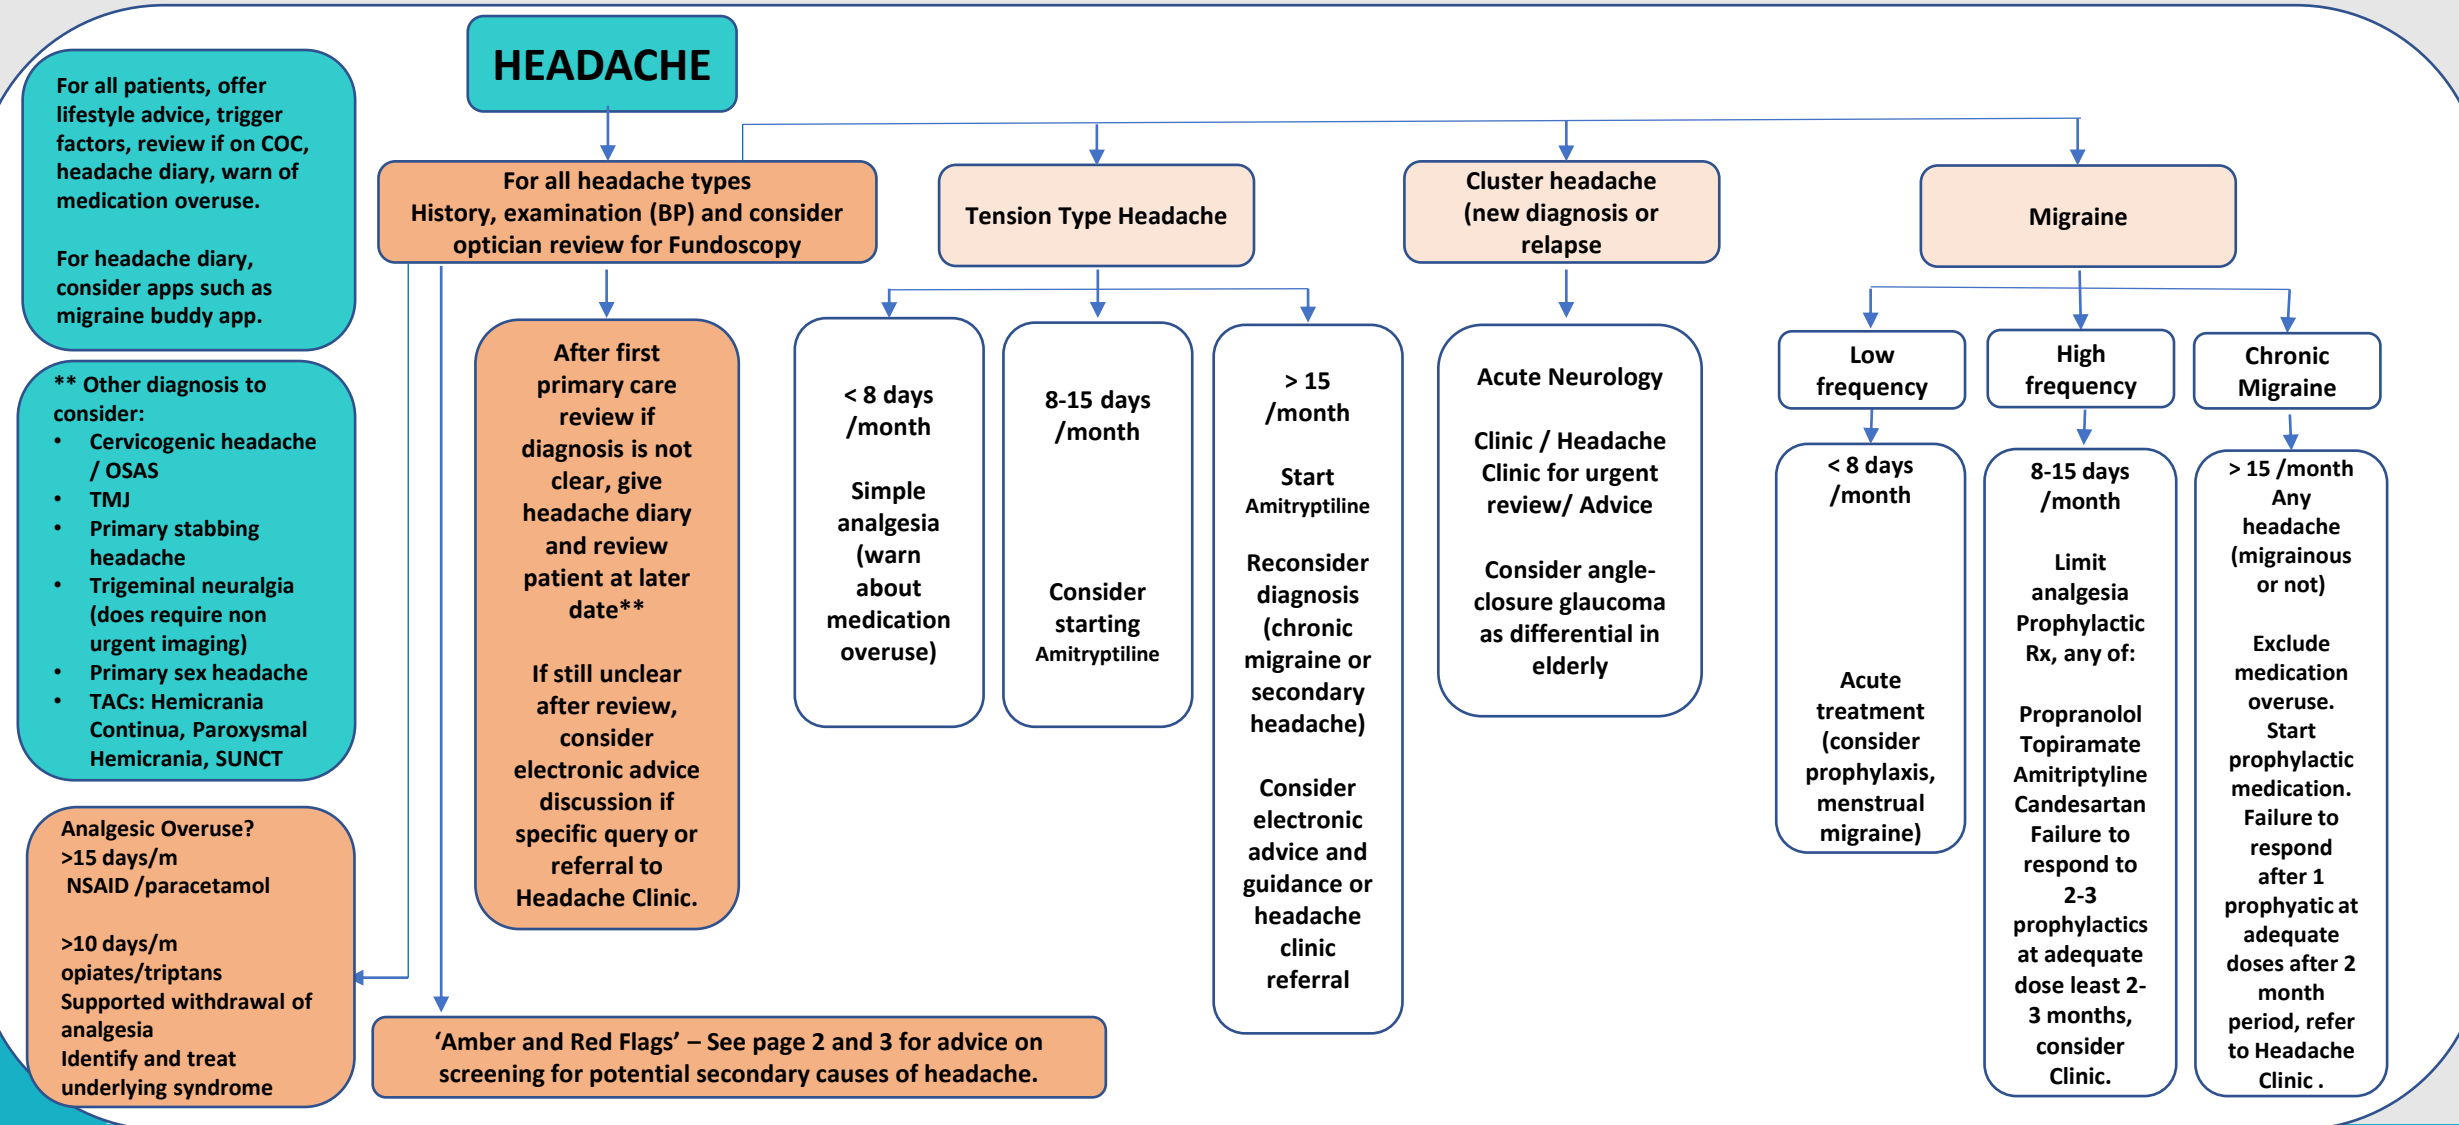 HEADACHE
For all patients, offer
lifestyle advice, trigger
factors, review if on COC,
headache diary, warn of
medication overuse.
For headache diary,
consider apps such as
migraine buddy app.
** Other diagnosis to
consider:
• Cervicogenic headache
/ OSAS
• TMJ
• Primary stabbing
headache
• Trigeminal neuralgia
(does require non
urgent imaging)
• Primary sex headache
• TACs: Hemicrania
Continua, Paroxysmal
Hemicrania, SUNCT
Analgesic Overuse?
>15 days/m
NSAID /paracetamol
>10 days/m
opiates/triptans
Supported withdrawal of
analgesia
Identify and treat
underlying syndrome
For all headache types
History, examination (BP) and consider
optician review for Fundoscopy
After first
primary care
review if
diagnosis is not
clear, give
headache diary
and review
patient at later
date**
If still unclear
after review,
consider
electronic advice
discussion if
specific query or
referral to
Headache Clinic.
‘Amber and Red Flags’ – See page 2 and 3 for advice on
screening for potential secondary causes of headache.
Tension Type Headache
< 8 days
/month
Simple
analgesia
(warn
about
medication
overuse)
8-15 days
/month
Consider
starting
Amitryptiline
> 15
/month
Start
Amitryptiline
Reconsider
diagnosis
(chronic
migraine or
secondary
headache)
Consider
electronic
advice and
guidance or
headache
clinic
referral
Cluster headache
(new diagnosis or
relapse
Acute Neurology
Clinic / Headache
Clinic for urgent
review/ Advice
Consider angle-
closure glaucoma
as differential in
elderly
Migraine
Low
frequency
< 8 days
/month
Acute
treatment
(consider
prophylaxis,
menstrual
migraine)
High
frequency
8-15 days
/month
Limit
analgesia
Prophylactic
Rx, any of:
Propranolol
Topiramate
Amitriptyline
Candesartan
Failure to
respond to
2-3
prophylactics
at adequate
dose least 2-
3 months,
consider
Clinic.
Chronic
Migraine
> 15 /month
Any
headache
(migrainous
or not)
Exclude
medication
overuse.
Start
prophylactic
medication.
Failure to
respond
after 1
prophyatic at
adequate
doses after 2
month
period, refer
to Headache
Clinic .